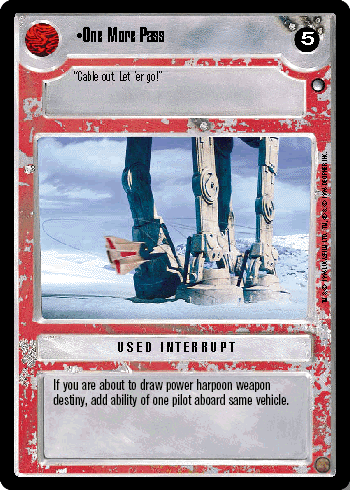 •One More Pass
5
"Cable out. Let 'er go!"
USED INTERRUPT
If you are about to draw power harpoon weapon
destiny, add ability of one pilot aboard same vehicle.